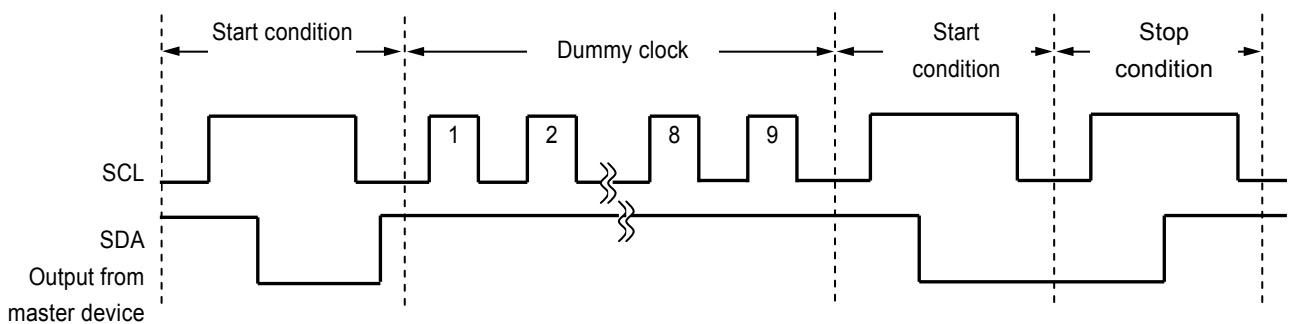 Start condition
Dummy clock
Start
condition
Stop
condition
SCL
1
2
8
9
SDA
Output from
master device